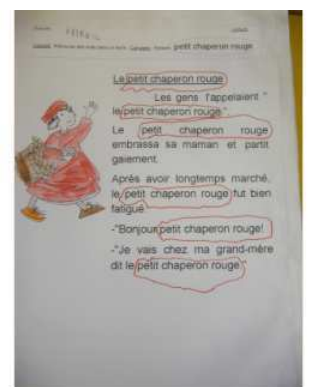 petit chaperon rouge
Le petit chaperon rouge
Les gens l'appelaient "
le petit chaperon rouge".
Le petit chaperon rouge
embrassa sa maman et partit
gaiement.
Après avoir longtemps marché,
le petit chaperon rouge fut bien
fatigué.
-"Bonjour petit chaperon rouge!
-"Je vais chez ma grand-mère
dit le petit chaperon rouge."